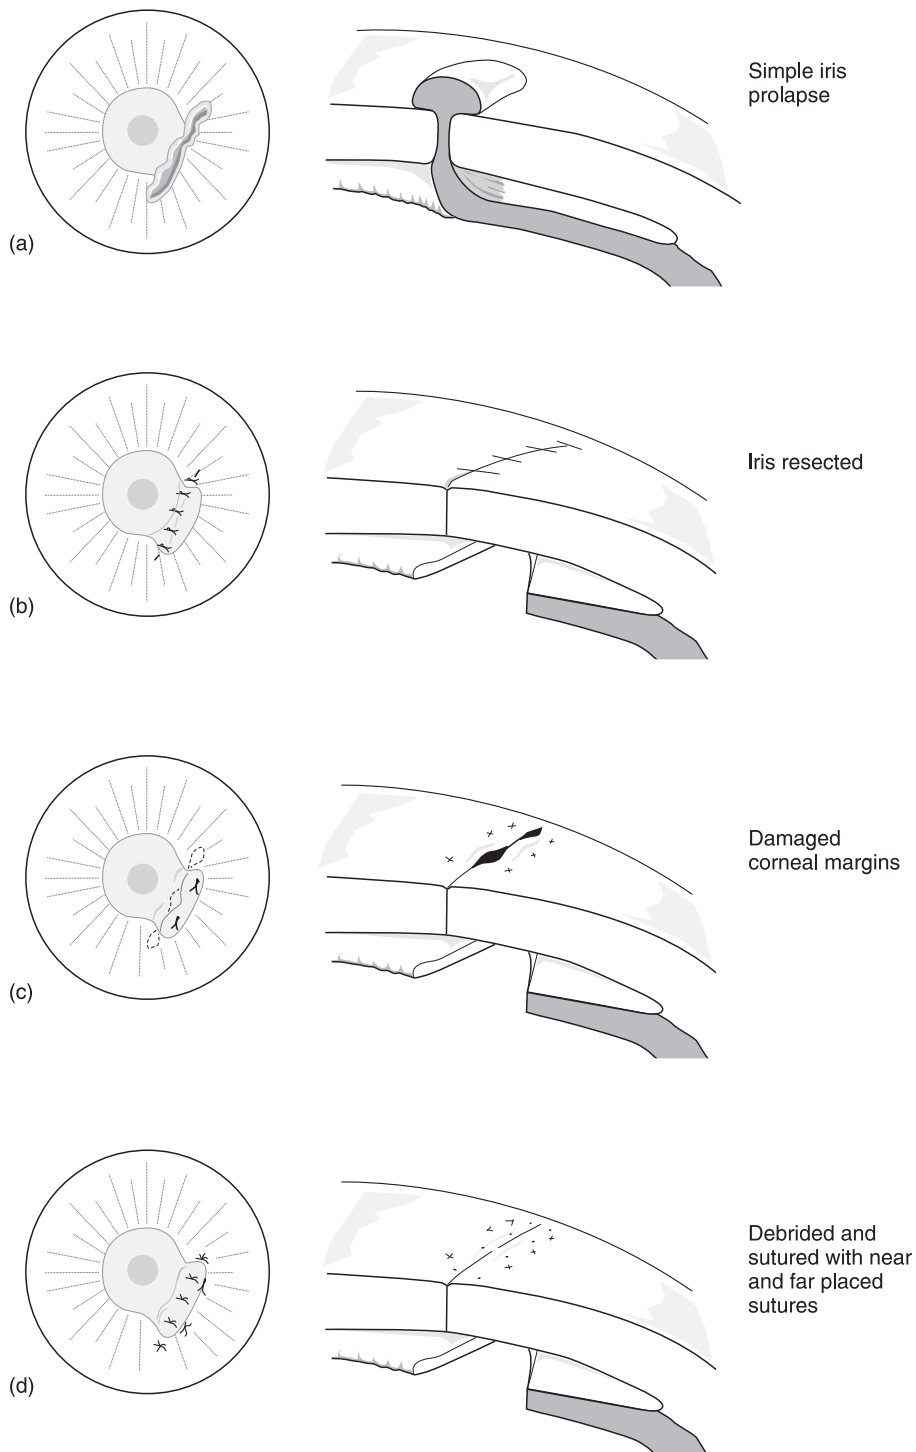 Simple iris
prolapse
(a)
Iris resected
(b)
Damaged
corneal margins
(c)
Debrided and
sutured with near
and far placed
sutures
(d)